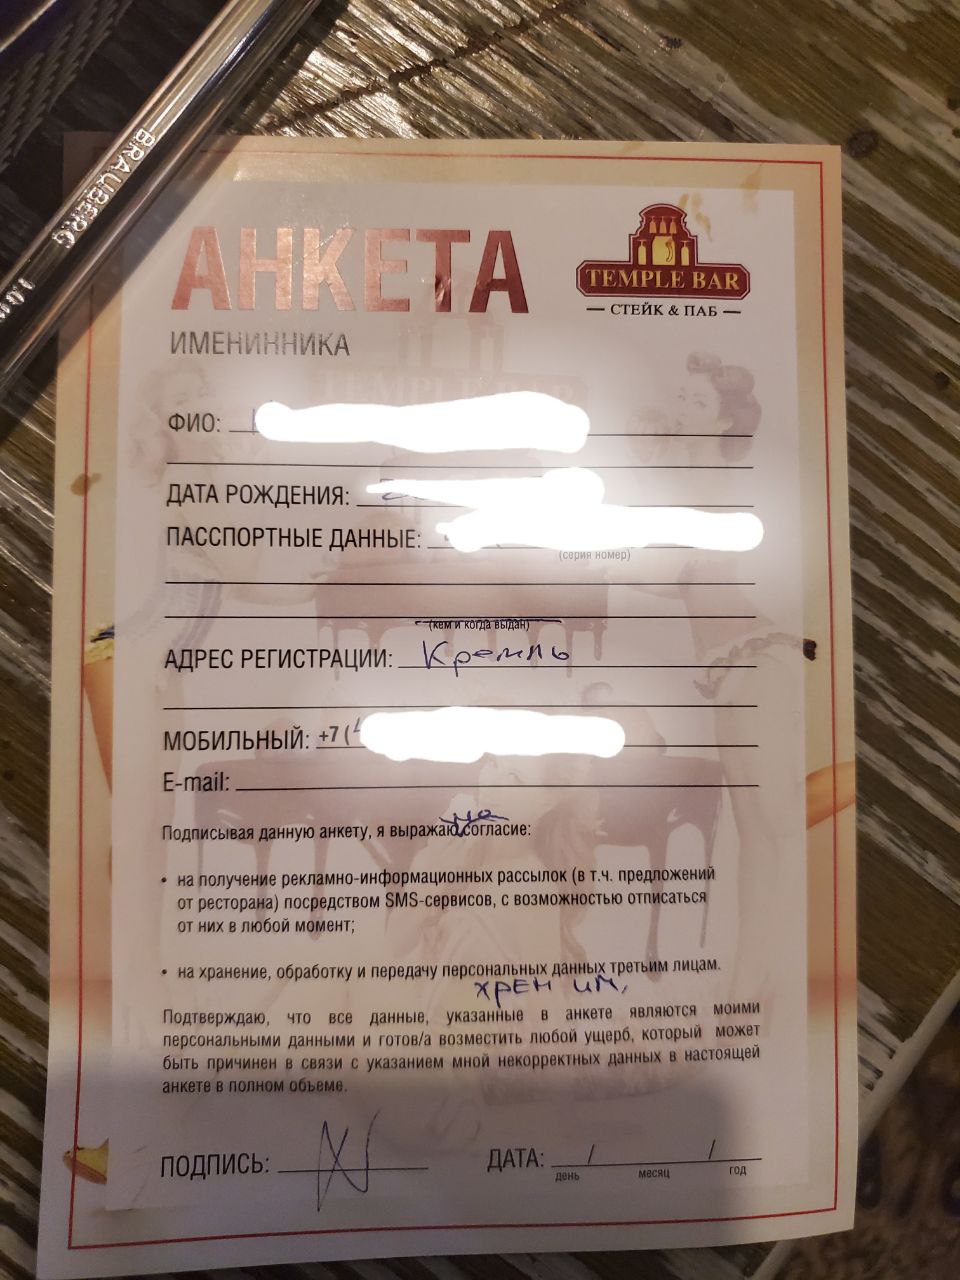 BRAUBERG
АНКЕТА
TEMPLE BAR
СТЕЙК & ПАБ
ИМЕНИННИКА
ФИО:
ДАТА РОЖДЕНИЯ:
ПАССПОРТНЫЕ ДАННЫЕ:
(серия номер)
(кем и когда выдан)
АДРЕС РЕГИСТРАЦИИ: Кремль
МОБИЛЬНЫЙ: +7 (
E-mail:
не
Подписывая данную анкету, я выражаю согласие:
• на получение рекламно-информационных рассылок (в т.ч. предложений
от ресторана) посредством SMS-сервисов, с возможностью отписаться
от них в любой момент;
• на хранение, обработку и передачу персональных данных третьим лицам.
хрен им,
Подтверждаю, что все данные, указанные в анкете являются моими
персональными данными и готов/а возместить любой ущерб, который может
быть причинен в связи с указанием мной некорректных данных в настоящей
анкете в полном объеме.
ПОДПИСЬ:
ДАТА: / /
день месяц год